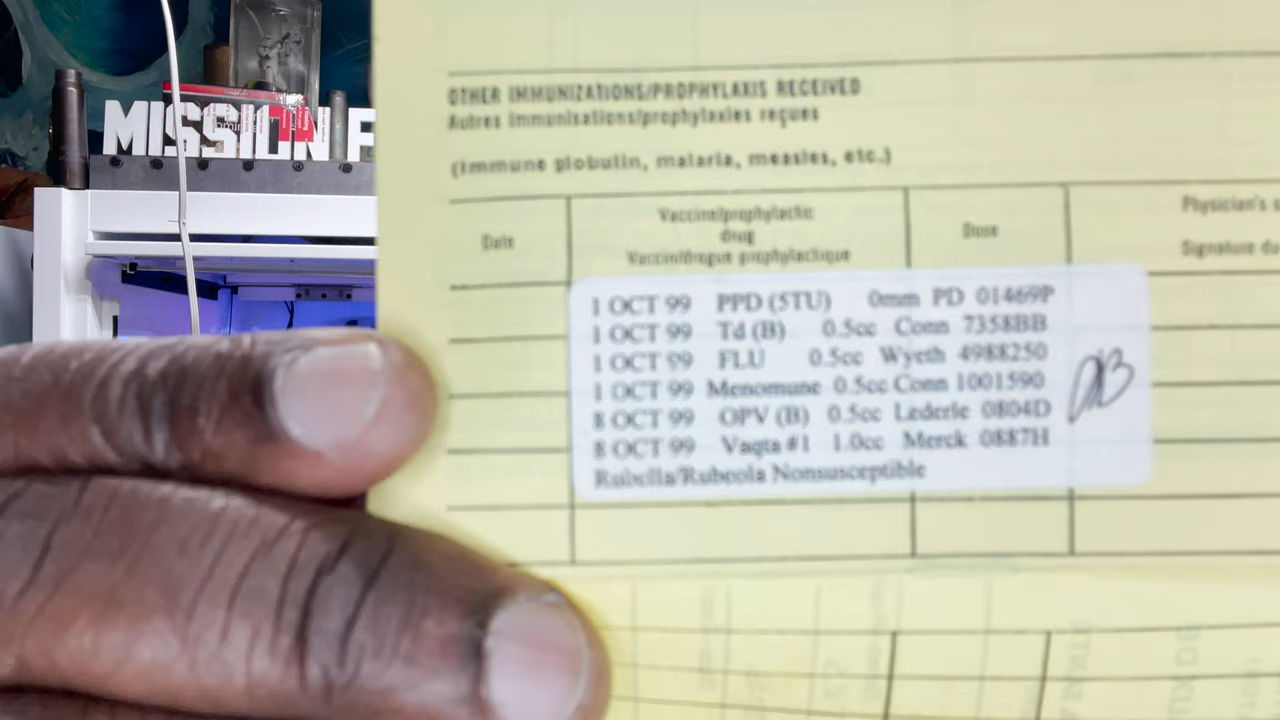 MISSION F
OTHER IMMUNIZATIONS/PROPHYLAXIS RECEIVED
Autres immunisations/prophylaxies reçues
(Immune globulin, malaria, measles, etc.)
Date
Vaccine/prophylactic
drug
Vaccin/drogue prophylactique
Dose
Physician's s
Signature du
1 OCT 99 PPD (5TU) 0mm PD 01469P
1 OCT 99 Td (B) 0.5cc Conn 7358BB
1 OCT 99 FLU 0.5cc Wyeth 4988250
1 OCT 99 Menomune 0.5cc Conn 1001590
8 OCT 99 OPV (B) 0.5cc Lederle 0804D
8 OCT 99 Vaqta #1 1.0cc Merck 0887H
Rubella/Rubeola Nonsusceptible